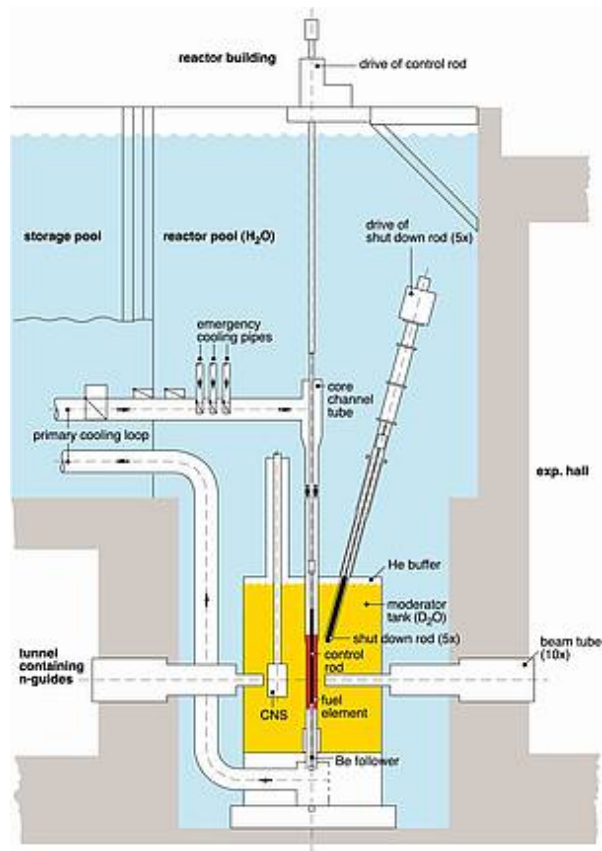 reactor building
drive of control rod
storage pool
reactor pool (H₂O)
drive of
shut down rod (5x)
emergency
cooling pipes
core
channel
tube
primary cooling loop
exp. hall
He buffer
moderator
tank (D₂O)
shut down rod (5x)
tunnel
containing
n-guides
control
rod
beam tube
(10x)
CNS
fuel
element
Be follower